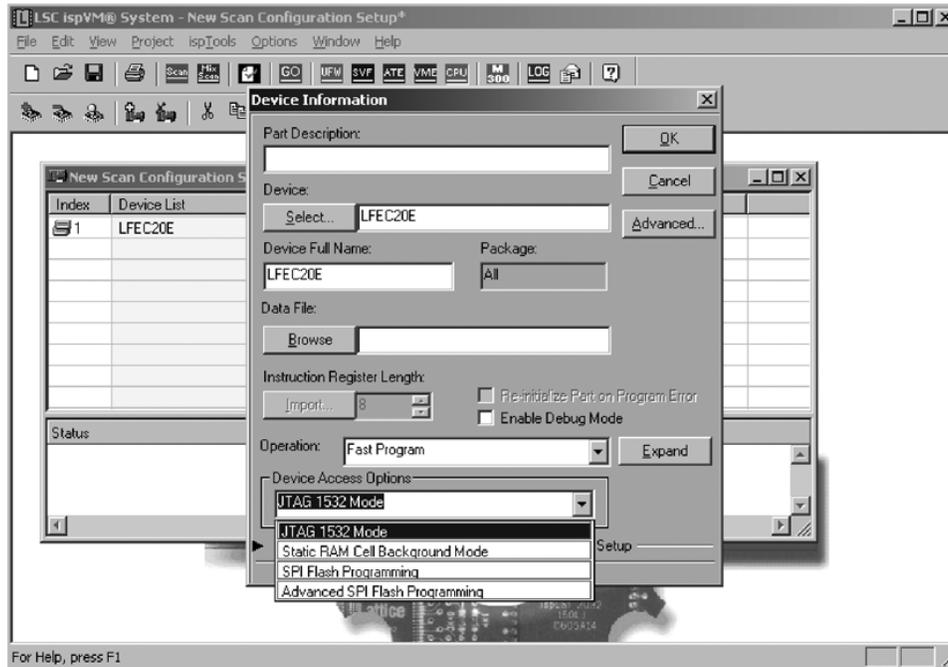 LSC ispVM® System - New Scan Configuration Setup*
File Edit View Project ispTools Options Window Help
Scan Mix Scan GO UFW SVF ATE VME CPU M 300 LOG
Device Information
Part Description:
OK
New Scan Configuration S
Cancel
Device:
Index Device List
Select... LFEC20E
Advanced...
1 LFEC20E
Device Full Name: Package:
LFEC20E All
Data File:
Browse
Instruction Register Length:
Import... 8
Re-initialize Part on Program Error
Enable Debug Mode
Status
Operation: Fast Program Expand
Device Access Options
JTAG 1532 Mode
JTAG 1532 Mode
Static RAM Cell Background Mode
Setup
SPI Flash Programming
Advanced SPI Flash Programming
attice
For Help, press F1